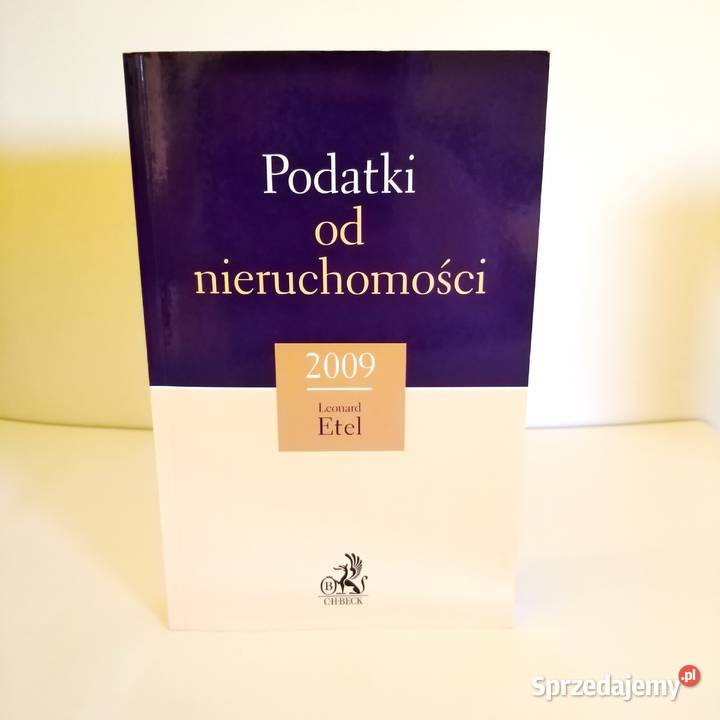 Podatki
od
nieruchomości
2009
Leonard
Etel
B
C.H.BECK
Sprzedajemy.pl